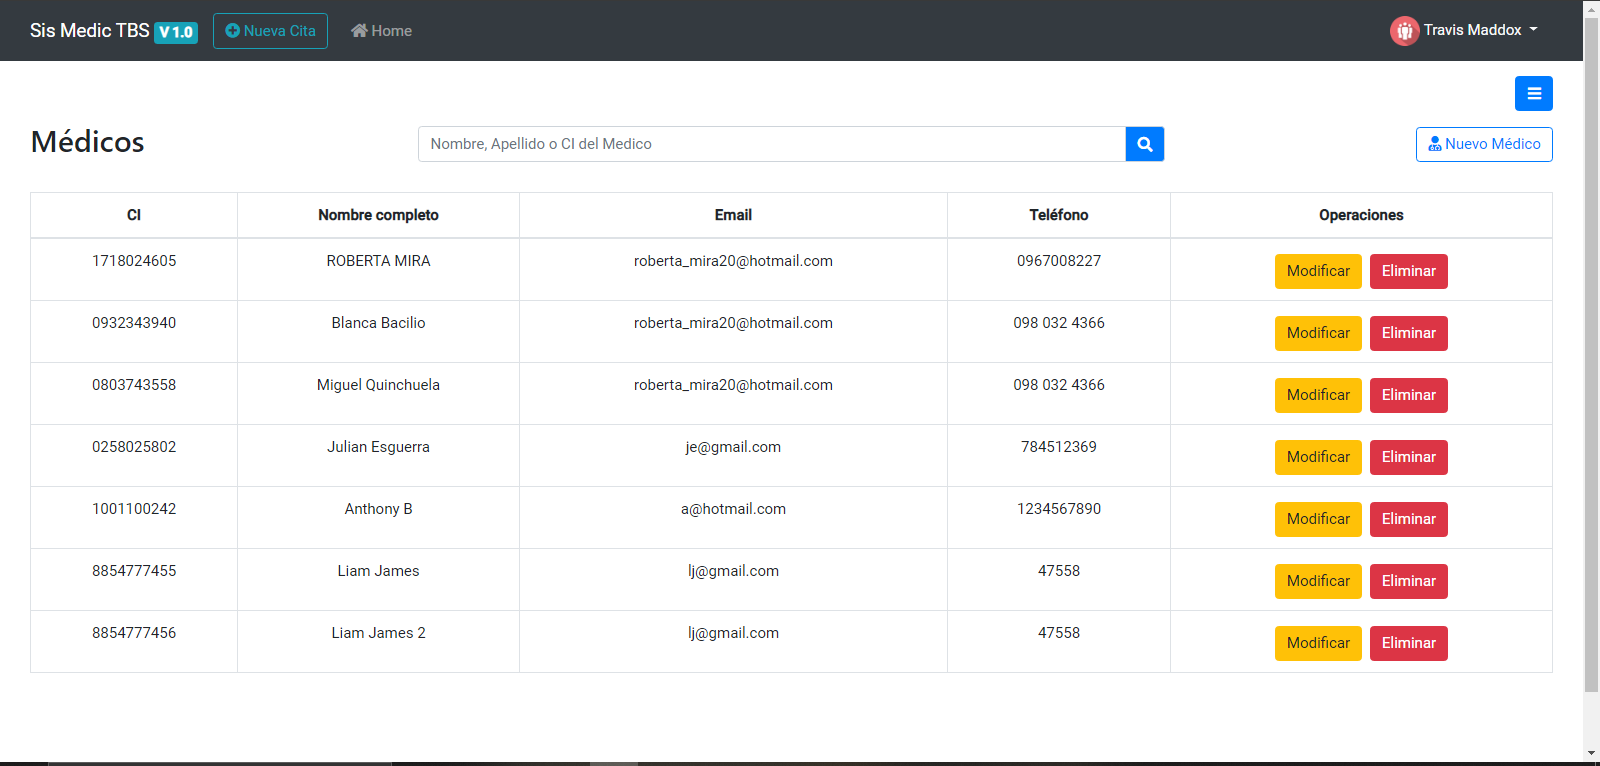 Sis Medic TBS V 1.0 Nueva Cita Home Travis Maddox
Médicos Nombre, Apellido o CI del Medico Nuevo Médico
CI Nombre completo Email Teléfono Operaciones
1718024605 ROBERTA MIRA roberta_mira20@hotmail.com 0967008227 Modificar Eliminar
0932343940 Blanca Bacilio roberta_mira20@hotmail.com 098 032 4366 Modificar Eliminar
0803743558 Miguel Quinchuela roberta_mira20@hotmail.com 098 032 4366 Modificar Eliminar
0258025802 Julian Esguerra je@gmail.com 784512369 Modificar Eliminar
1001100242 Anthony B a@hotmail.com 1234567890 Modificar Eliminar
8854777455 Liam James lj@gmail.com 47558 Modificar Eliminar
8854777456 Liam James 2 lj@gmail.com 47558 Modificar Eliminar